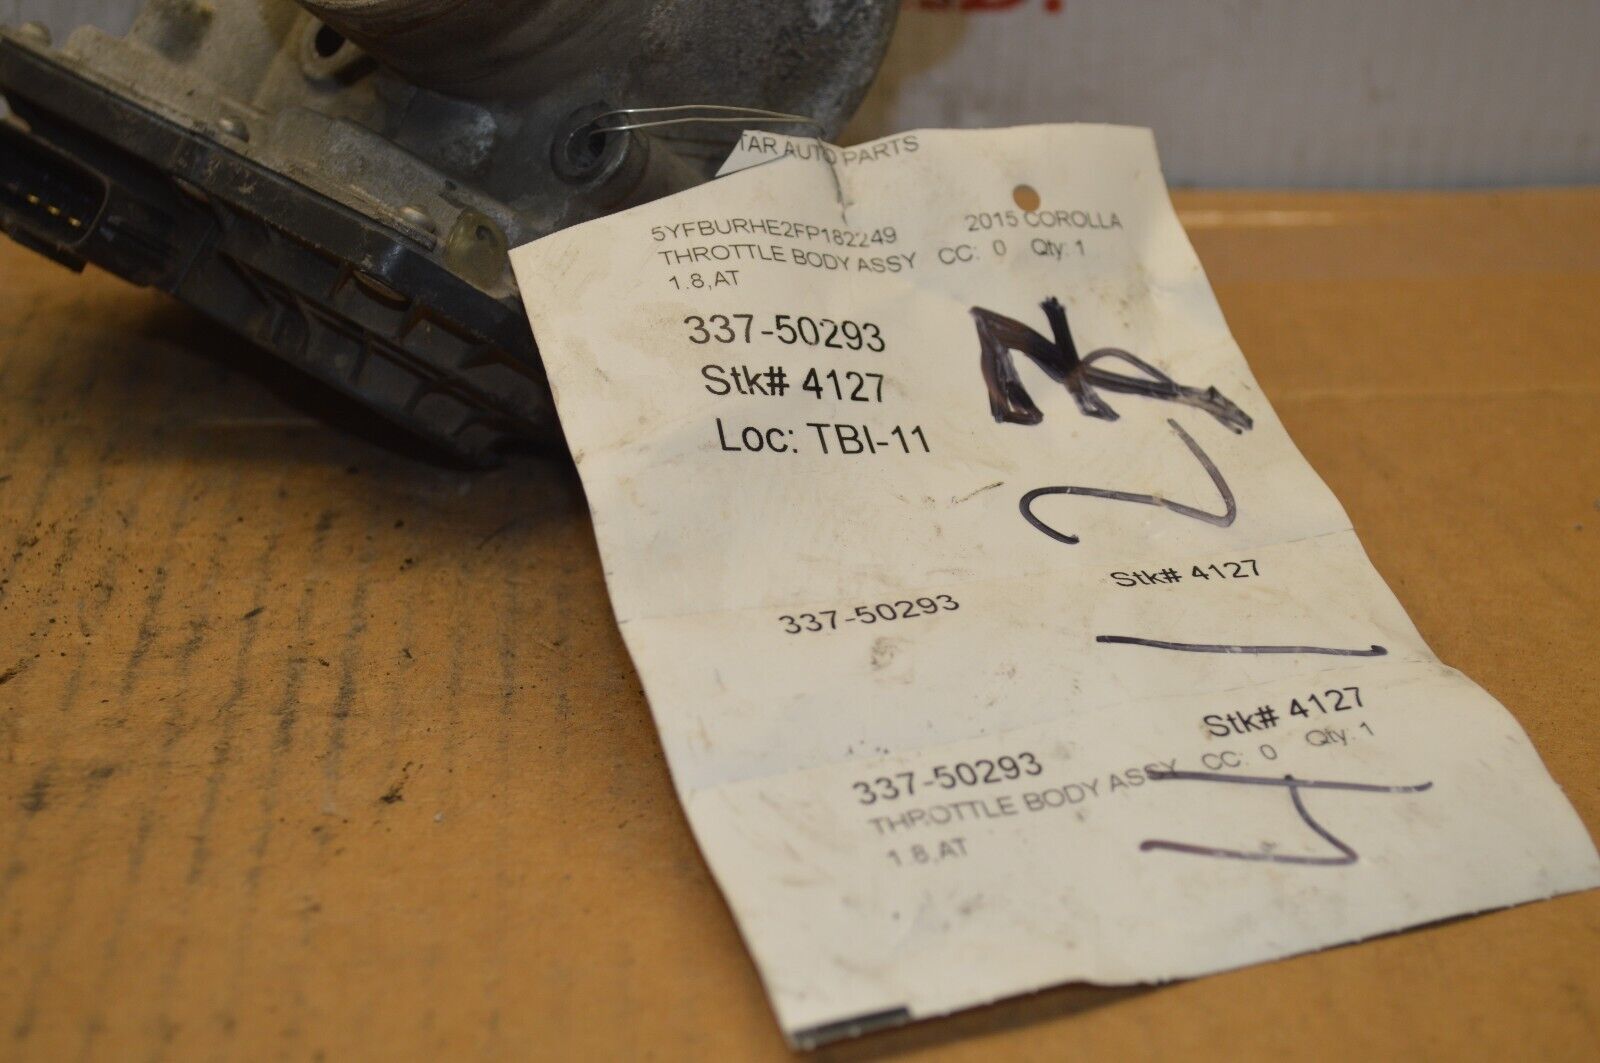 TAR AUTO PARTS
5YFBURHE2FP182249 2015 COROLLA
THROTTLE BODY ASSY CC: 0 Qty: 1
1.8,AT
337-50293
Stk# 4127
Loc: TBI-11
337-50293 Stk# 4127
337-50293 Stk# 4127
THROTTLE BODY ASSY CC: 0 Qty: 1
1.8,AT